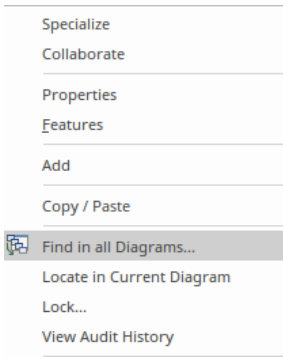 Specialize
Collaborate
Properties
Features
Add
Copy / Paste
Find in all Diagrams...
Locate in Current Diagram
Lock...
View Audit History